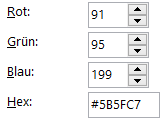 Rot: 91
Grün: 95
Blau: 199
Hex: #5B5FC7